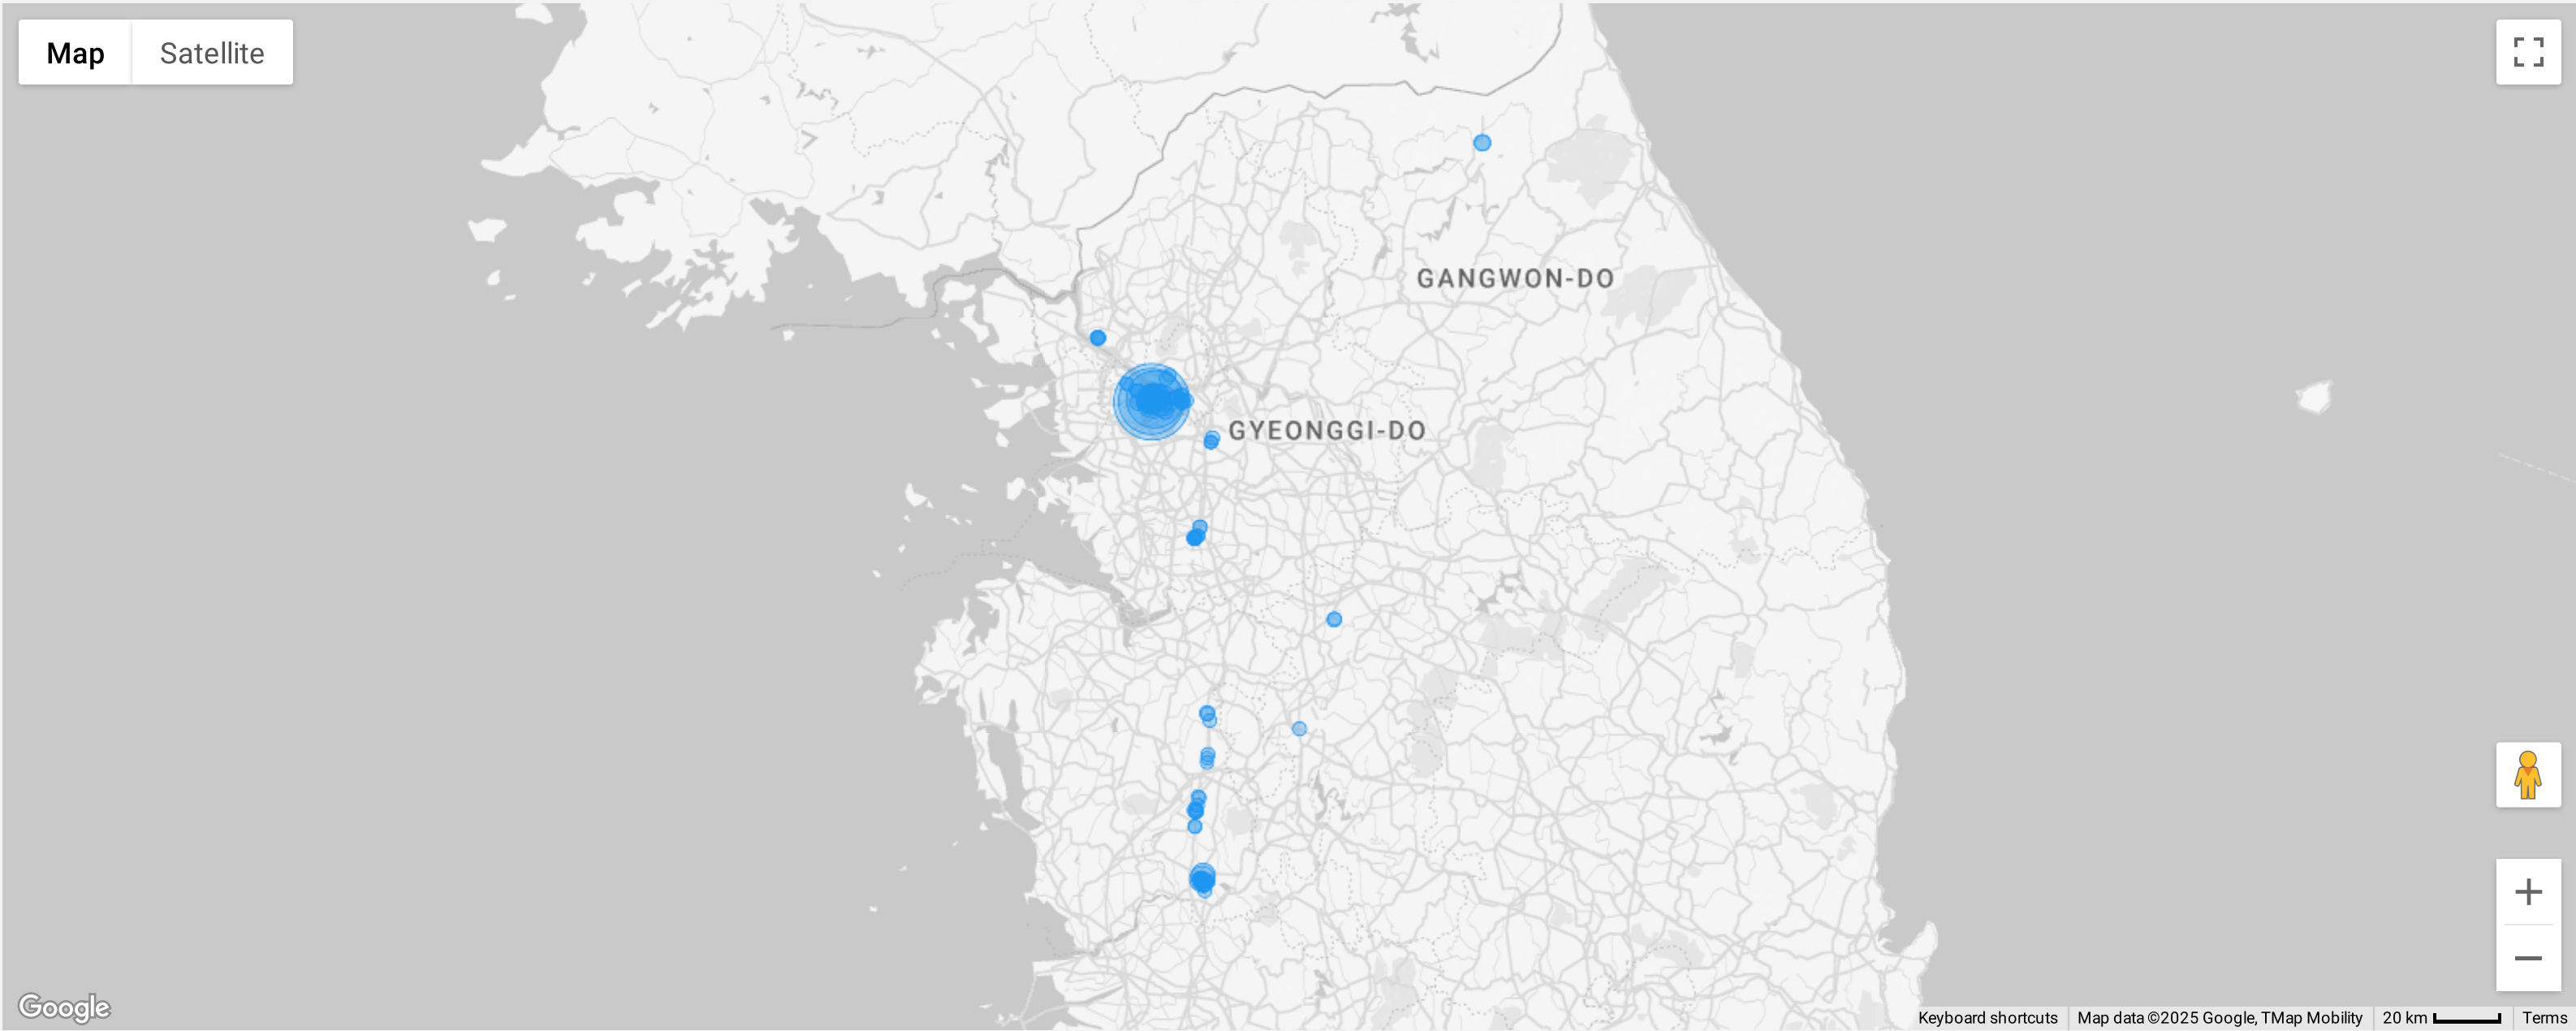 Map
Satellite
GANGWON-DO
GYEONGGI-DO
Google
Keyboard shortcuts
Map data ©2025 Google, TMap Mobility
20 km
Terms